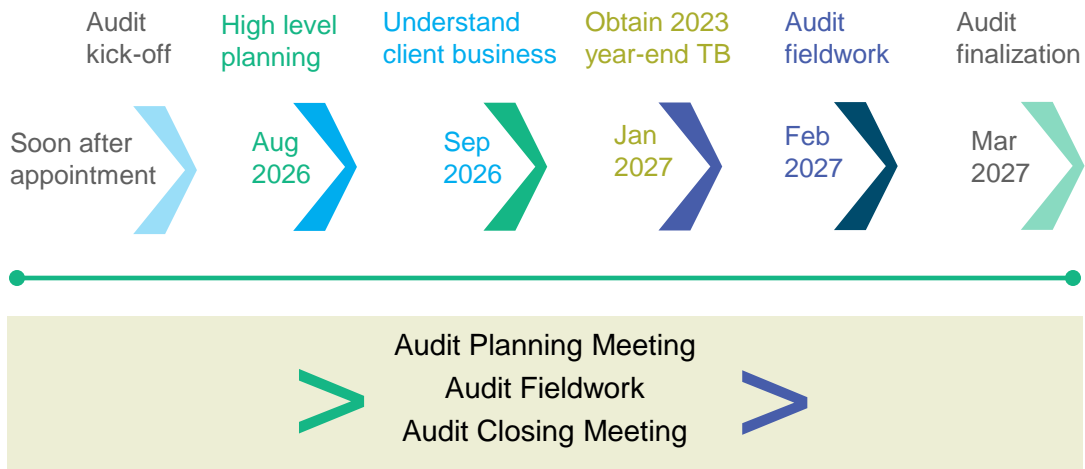 Audit
kick-off
High level
planning
Understand
client business
Obtain 2023
year-end TB
Audit
fieldwork
Audit
finalization
Soon after
appointment
Aug
2026
Sep
2026
Jan
2027
Feb
2027
Mar
2027
Audit Planning Meeting
Audit Fieldwork
Audit Closing Meeting